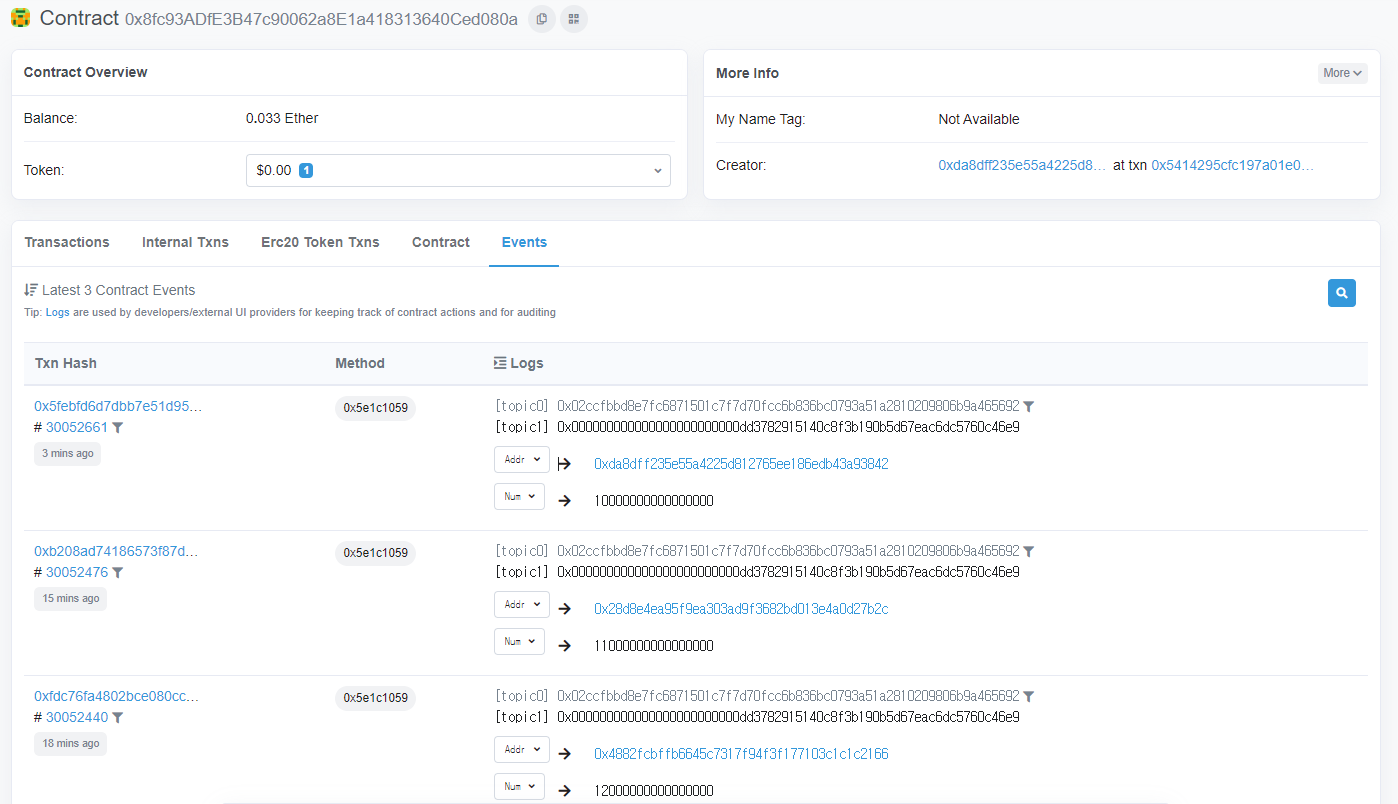 Contract 0x8fc93ADfE3B47c90062a8E1a418313640Ced080a
Contract Overview
Balance: 0.033 Ether
Token: $0.00 1
More Info More
My Name Tag: Not Available
Creator: 0xda8dff235e55a4225d8... at txn 0x5414295cfc197a01e0...
Transactions Internal Txns Erc20 Token Txns Contract Events
Latest 3 Contract Events
Tip: Logs are used by developers/external UI providers for keeping track of contract actions and for auditing
Txn Hash Method Logs
0x5febfd6d7dbb7e51d95... 0x5e1c1059 [topic0] 0x02ccfbbd8e7fc6871501c7f7d70fcc6b836bc0793a51a2810209806b9a465692
# 30052661 [topic1] 0x000000000000000000000000dd3782915140c8f3b190b5d67eac6dc5760c46e9
3 mins ago Addr 0xda8dff235e55a4225d812765ee186edb43a93842
Num 10000000000000000
0xb208ad74186573f87d... 0x5e1c1059 [topic0] 0x02ccfbbd8e7fc6871501c7f7d70fcc6b836bc0793a51a2810209806b9a465692
# 30052476 [topic1] 0x000000000000000000000000dd3782915140c8f3b190b5d67eac6dc5760c46e9
15 mins ago Addr 0x28d8e4ea95f9ea303ad9f3682bd013e4a0d27b2c
Num 11000000000000000
0xfdc76fa4802bce080cc... 0x5e1c1059 [topic0] 0x02ccfbbd8e7fc6871501c7f7d70fcc6b836bc0793a51a2810209806b9a465692
# 30052440 [topic1] 0x000000000000000000000000dd3782915140c8f3b190b5d67eac6dc5760c46e9
18 mins ago Addr 0x4882fcbffb6645c7317f94f3f177103c1c1c2166
Num 12000000000000000